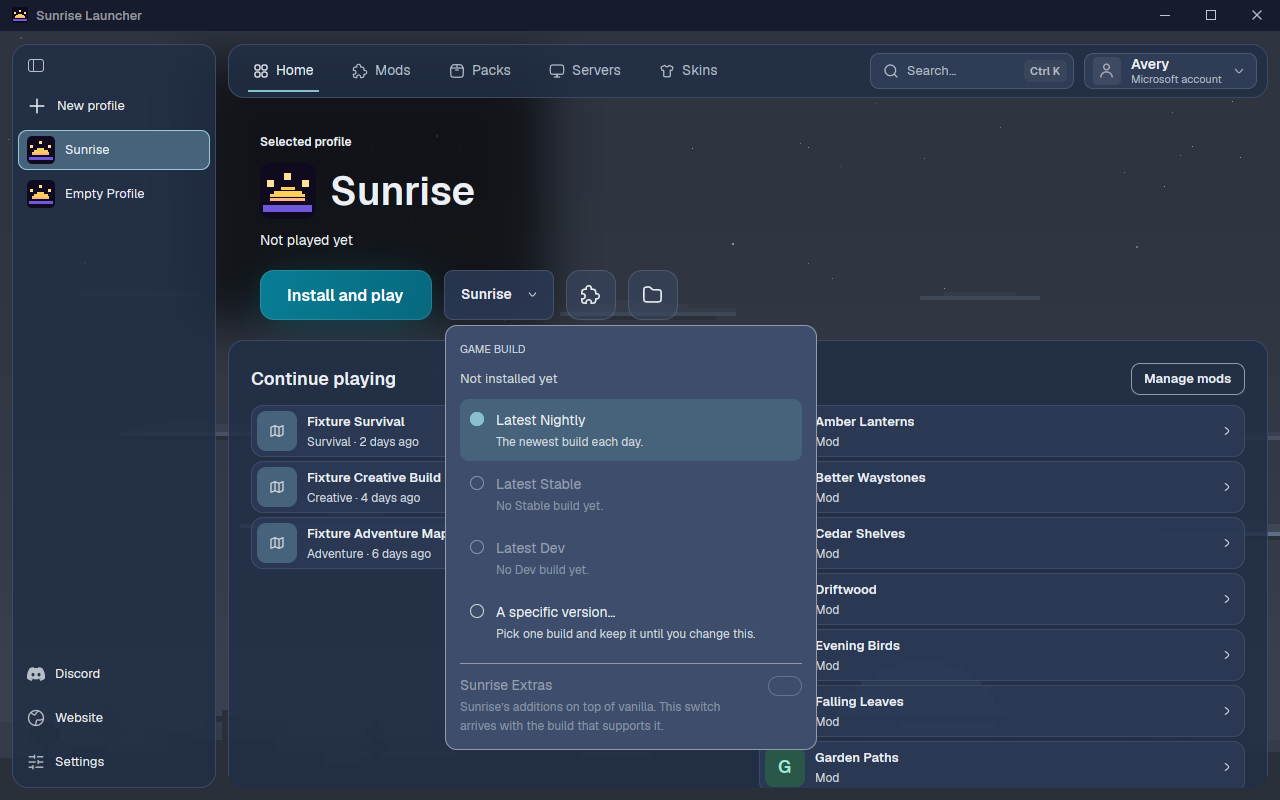 Sunrise Launcher
Home
Mods
Packs
Servers
Skins
Search...
Ctrl K
Avery
Microsoft account
New profile
Sunrise
Empty Profile
Discord
Website
Settings
Selected profile
Sunrise
Not played yet
Install and play
Sunrise
GAME BUILD
Not installed yet
Latest Nightly
The newest build each day.
Latest Stable
No Stable build yet.
Latest Dev
No Dev build yet.
A specific version...
Pick one build and keep it until you change this.
Sunrise Extras
Sunrise's additions on top of vanilla. This switch
arrives with the build that supports it.
Continue playing
Fixture Survival
Survival · 2 days ago
Fixture Creative Build
Creative · 4 days ago
Fixture Adventure Map
Adventure · 6 days ago
Manage mods
Amber Lanterns
Mod
Better Waystones
Mod
Cedar Shelves
Mod
Driftwood
Mod
Evening Birds
Mod
Falling Leaves
Mod
G
Garden Paths
Mod